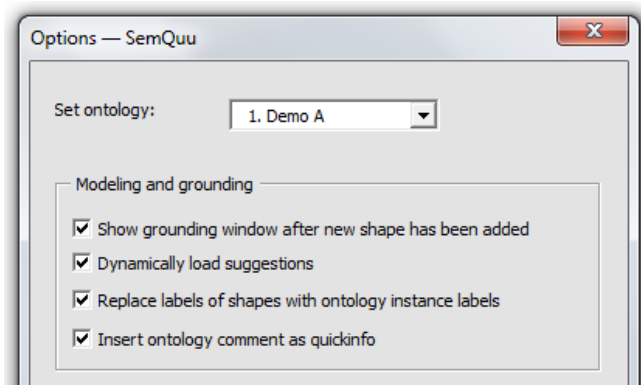 Options — SemQuu
Set ontology:
1. Demo A
Modeling and grounding
Show grounding window after new shape has been added
Dynamically load suggestions
Replace labels of shapes with ontology instance labels
Insert ontology comment as quickinfo